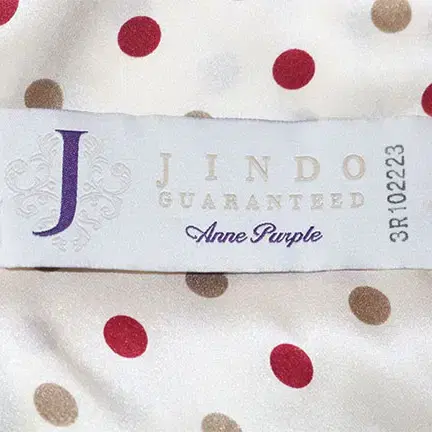 J
JINDO
GUARANTEED
Anne Purple
3R102223